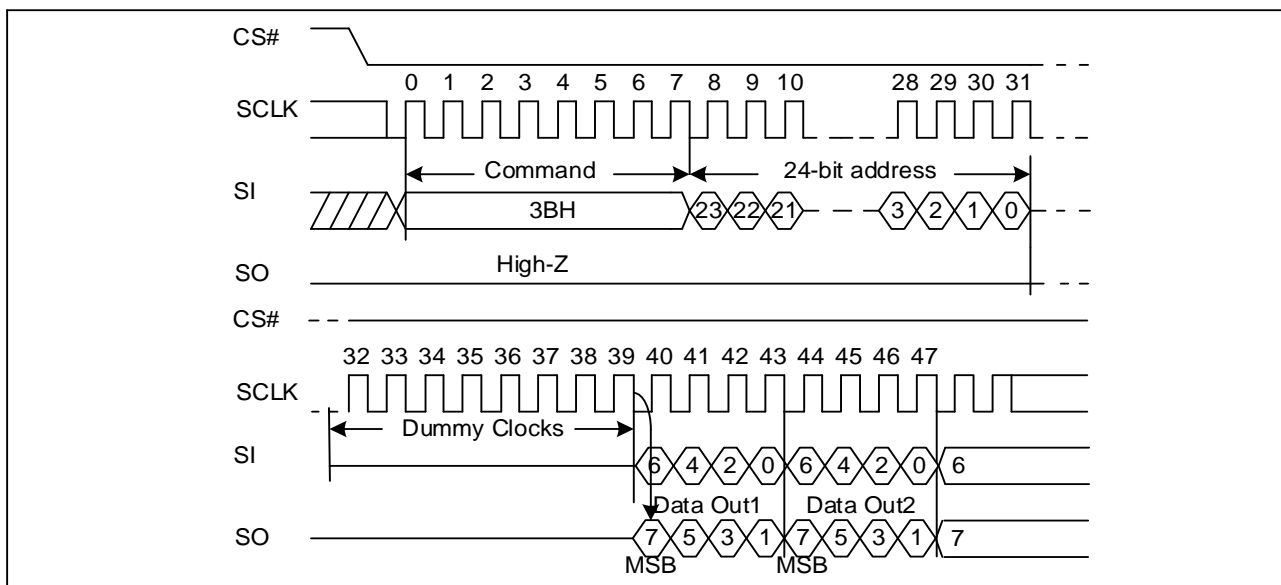 CS#
0 1 2 3 4 5 6 7 8 9 10 28 29 30 31
SCLK
Command 24-bit address
SI
3BH 23 22 21 3 2 1 0
High-Z
SO
CS#
32 33 34 35 36 37 38 39 40 41 42 43 44 45 46 47
SCLK
Dummy Clocks
SI
6 4 2 0 6 4 2 0 6
Data Out1 Data Out2
SO
7 5 3 1 7 5 3 1 7
MSB MSB